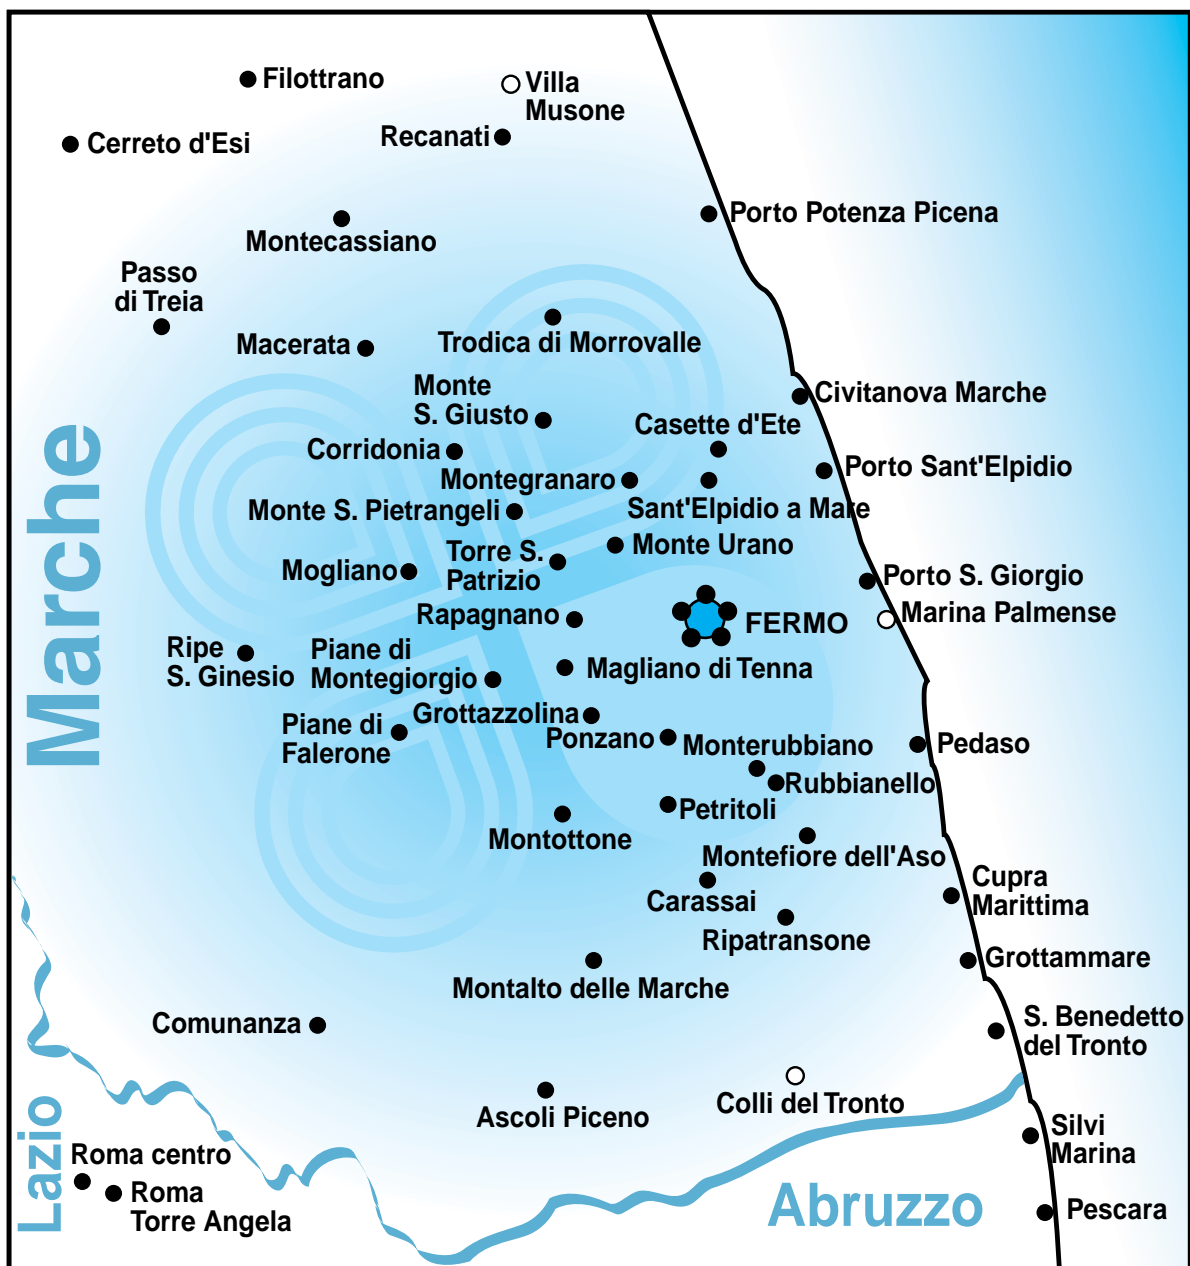 Filottrano
Villa
Musone
Cerreto d'Esi
Recanati
Porto Potenza Picena
Montecassiano
Passo
di Treia
Macerata
Trodica di Morrovalle
Monte
S. Giusto
Civitanova Marche
Casette d'Ete
Corridonia
Montegranaro
Porto Sant'Elpidio
Monte S. Pietrangeli
Sant'Elpidio a Mare
Marche
Torre S.
Patrizio
Monte Urano
Mogliano
Porto S. Giorgio
Rapagnano
FERMO
Marina Palmense
Ripe
S. Ginesio
Piane di
Montegiorgio
Magliano di Tenna
Grottazzolina
Piane di
Falerone
Ponzano
Monterubbiano
Pedaso
Rubbianello
Petritoli
Montottone
Montefiore dell'Aso
Carassai
Cupra
Marittima
Ripatransone
Grottammare
Montalto delle Marche
Comunanza
S. Benedetto
del Tronto
Ascoli Piceno
Colli del Tronto
Lazio
Silvi
Marina
Roma centro
Roma
Torre Angela
Abruzzo
Pescara